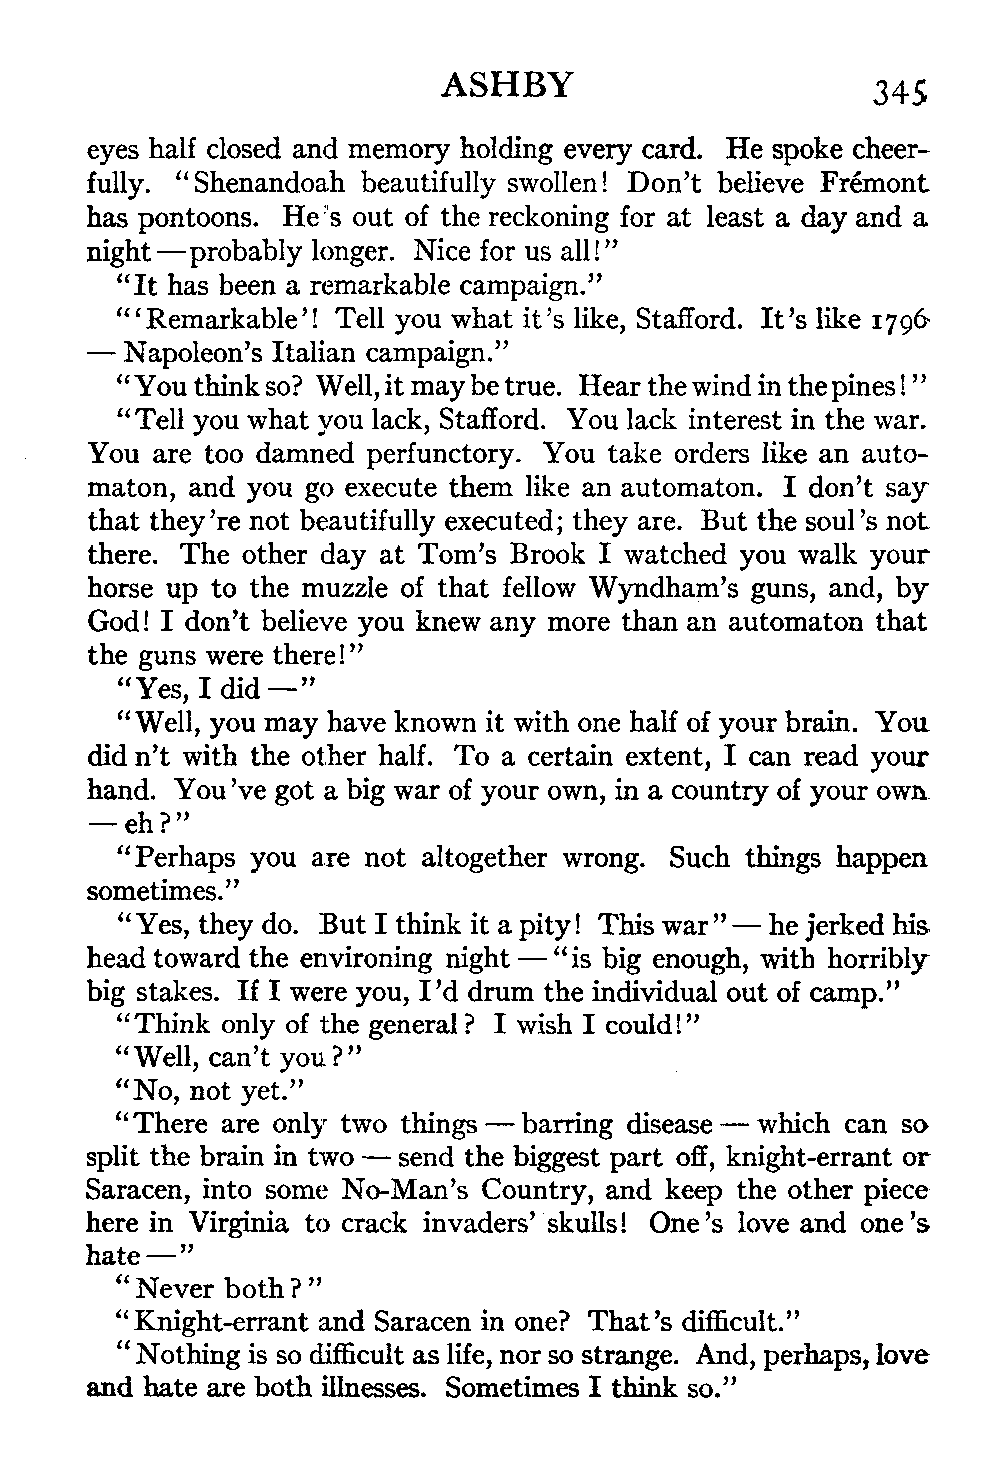 ASHBY 345
eyes half closed and memory holding every card. He spoke cheer-
fully. "Shenandoah beautifully swollen! Don't believe Frémont
has pontoons. He's out of the reckoning for at least a day and a
night—probably longer. Nice for us all!"
"It has been a remarkable campaign."
"'Remarkable'! Tell you what it's like, Stafford. It's like 1796
— Napoleon's Italian campaign."
"You think so? Well, it may be true. Hear the wind in the pines!"
"Tell you what you lack, Stafford. You lack interest in the war.
You are too damned perfunctory. You take orders like an auto-
maton, and you go execute them like an automaton. I don't say
that they're not beautifully executed; they are. But the soul's not
there. The other day at Tom's Brook I watched you walk your
horse up to the muzzle of that fellow Wyndham's guns, and, by
God! I don't believe you knew any more than an automaton that
the guns were there!"
"Yes, I did —"
"Well, you may have known it with one half of your brain. You
did n't with the other half. To a certain extent, I can read your
hand. You've got a big war of your own, in a country of your own
— eh?"
"Perhaps you are not altogether wrong. Such things happen
sometimes."
"Yes, they do. But I think it a pity! This war" — he jerked his
head toward the environing night — "is big enough, with horribly
big stakes. If I were you, I'd drum the individual out of camp."
"Think only of the general? I wish I could!"
"Well, can't you?"
"No, not yet."
"There are only two things — barring disease — which can so
split the brain in two — send the biggest part off, knight-errant or
Saracen, into some No-Man's Country, and keep the other piece
here in Virginia to crack invaders' skulls! One's love and one's
hate —"
"Never both?"
"Knight-errant and Saracen in one? That's difficult."
"Nothing is so difficult as life, nor so strange. And, perhaps, love
and hate are both illnesses. Sometimes I think so."